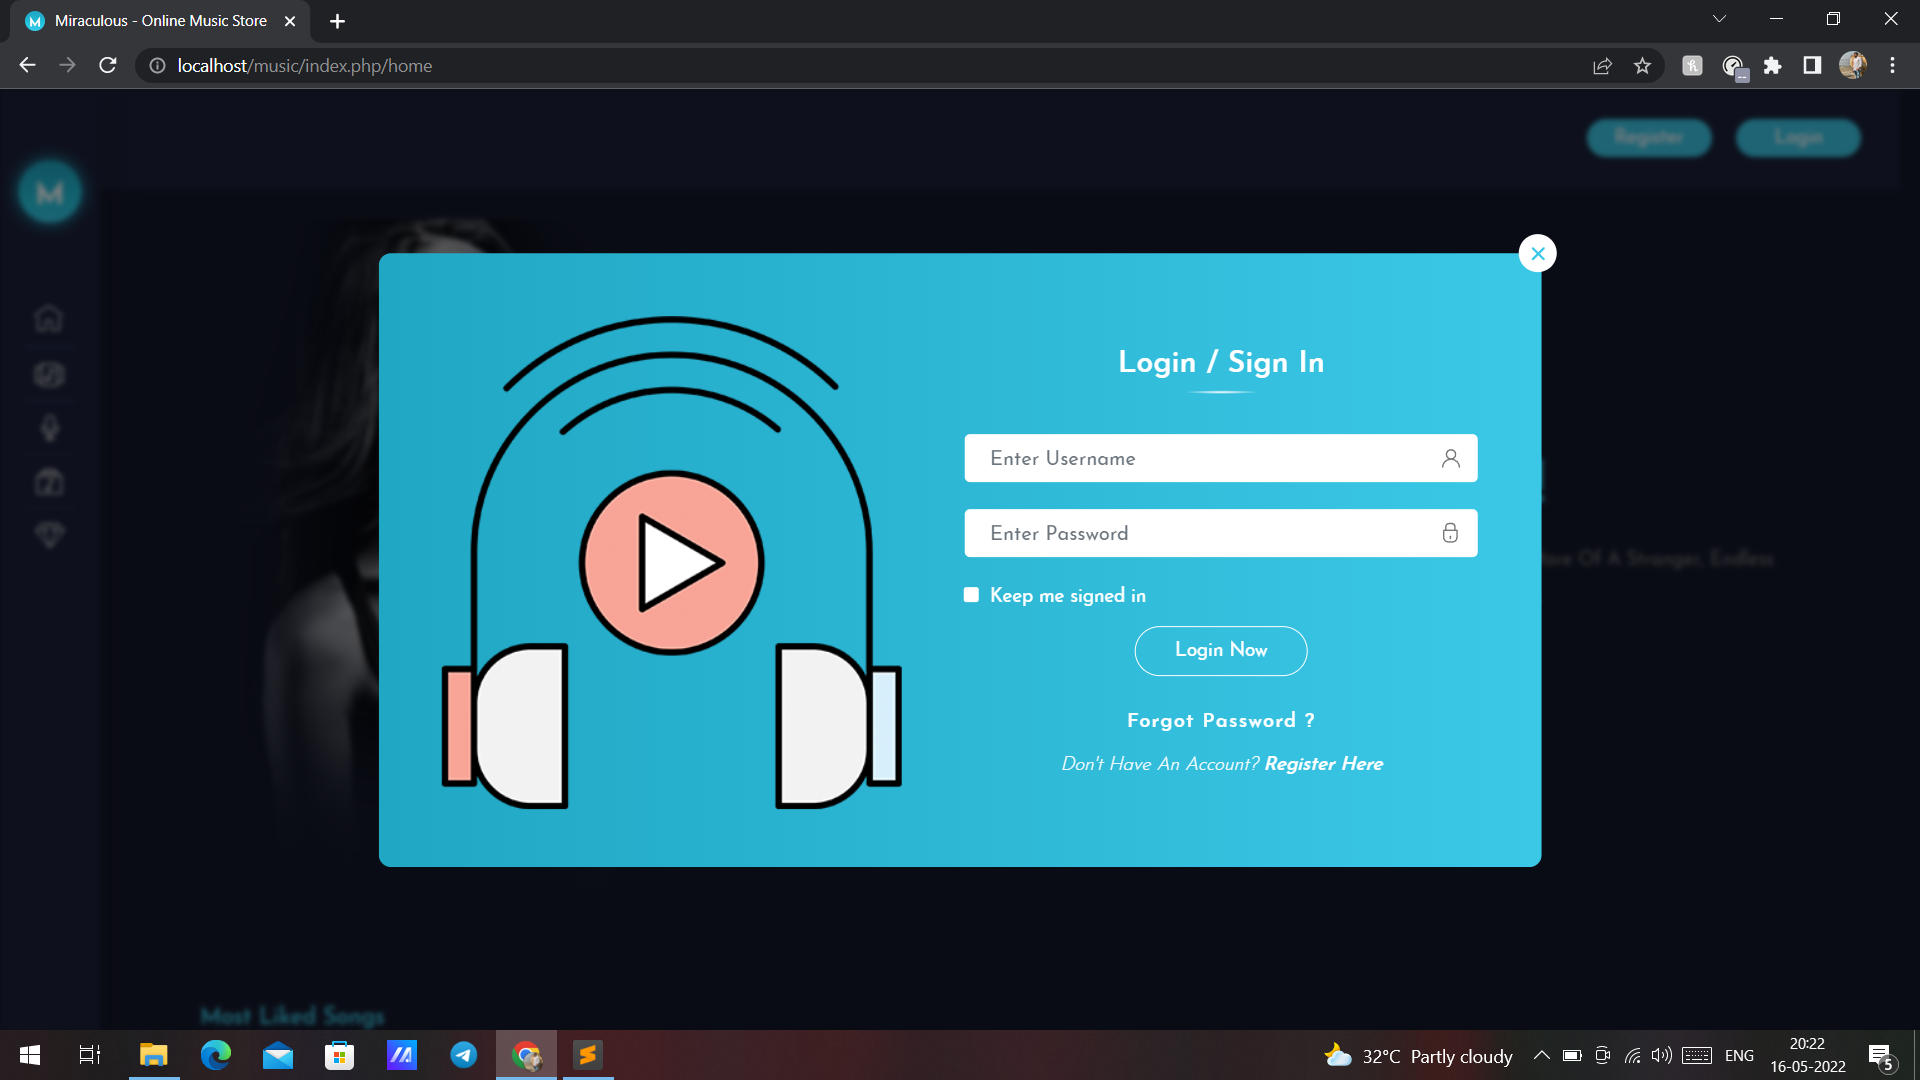 Miraculous - Online Music Store
localhost/music/index.php/home
Register
Login
M
Login / Sign In
Enter Username
Enter Password
Of A Stranger, Endless
Keep me signed in
Login Now
Forgot Password ?
Don't Have An Account? Register Here
Most Liked Songs
32°C Partly cloudy
ENG
20:22
16-05-2022
5